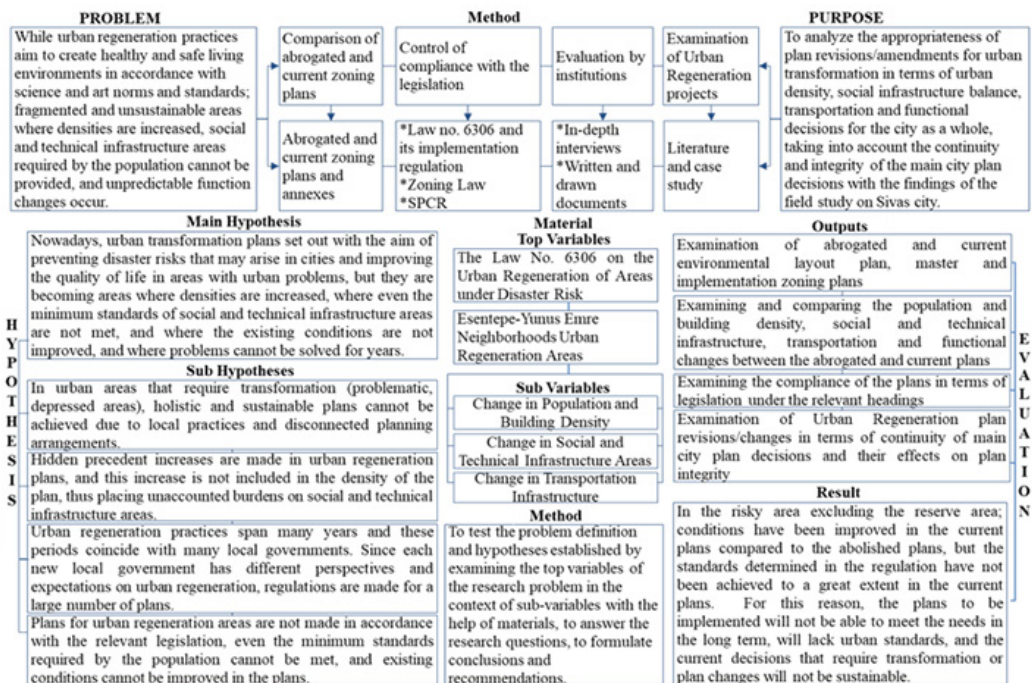 PROBLEM
While urban regeneration practices
aim to create healthy and safe living
environments in accordance with
science and art norms and standards;
fragmented and unsustainable areas
where densities are increased, social
and technical infrastructure areas
required by the population cannot be
provided, and unpredictable function
changes occur.
Method
Comparison of
abrogated and
current zoning
plans
Control of
compliance with the
legislation
Evaluation by
institutions
Examination
of Urban
Regeneration
projects
Abrogated and
current zoning
plans and
annexes
*Law no. 6306 and
its implementation
regulation
*Zoning Law
*SPCR
*In-depth
interviews
*Written and
drawn
documents
Literature
and case
study
PURPOSE
To analyze the appropriateness of
plan revisions/amendments for urban
transformation in terms of urban
density, social infrastructure balance,
transportation and functional
decisions for the city as a whole,
taking into account the continuity
and integrity of the main city plan
decisions with the findings of the
field study on Sivas city.
HYPOTHESIS
Main Hypothesis
Nowadays, urban transformation plans set out with the aim of
preventing disaster risks that may arise in cities and improving
the quality of life in areas with urban problems, but they are
becoming areas where densities are increased, where even the
minimum standards of social and technical infrastructure areas
are not met, and where the existing conditions are not
improved, and where problems cannot be solved for years.
Sub Hypotheses
In urban areas that require transformation (problematic,
depressed areas), holistic and sustainable plans cannot be
achieved due to local practices and disconnected planning
arrangements.
Hidden precedent increases are made in urban regeneration
plans, and this increase is not included in the density of the
plan, thus placing unaccounted burdens on social and technical
infrastructure areas.
Urban regeneration practices span many years and these
periods coincide with many local governments. Since each
new local government has different perspectives and
expectations on urban regeneration, regulations are made for a
large number of plans.
Plans for urban regeneration areas are not made in accordance
with the relevant legislation, even the minimum standards
required by the population cannot be met, and existing
conditions cannot be improved in the plans.
Material
Top Variables
The Law No. 6306 on the
Urban Regeneration of Areas
under Disaster Risk
Esentepe-Yunus Emre
Neighborhoods Urban
Regeneration Areas
Sub Variables
Change in Population and
Building Density
Change in Social and
Technical Infrastructure Areas
Change in Transportation
Infrastructure
Method
To test the problem definition
and hypotheses established by
examining the top variables of
the research problem in the
context of sub-variables with the
help of materials, to answer the
research questions, to formulate
conclusions and
recommendations.
Outputs
Examination of abrogated and current
environmental layout plan, master and
implementation zoning plans
Examining and comparing the population and
building density, social and technical
infrastructure, transportation and functional
changes between the abrogated and current plans
Examining the compliance of the plans in terms of
legislation under the relevant headings
Examination of Urban Regeneration plan
revisions/changes in terms of continuity of main
city plan decisions and their effects on plan
integrity
Result
In the risky area excluding the reserve area;
conditions have been improved in the current
plans compared to the abolished plans, but the
standards determined in the regulation have not
been achieved to a great extent in the current
plans. For this reason, the plans to be
implemented will not be able to meet the needs in
the long term, will lack urban standards, and the
current decisions that require transformation or
plan changes will not be sustainable.
EVALUATION